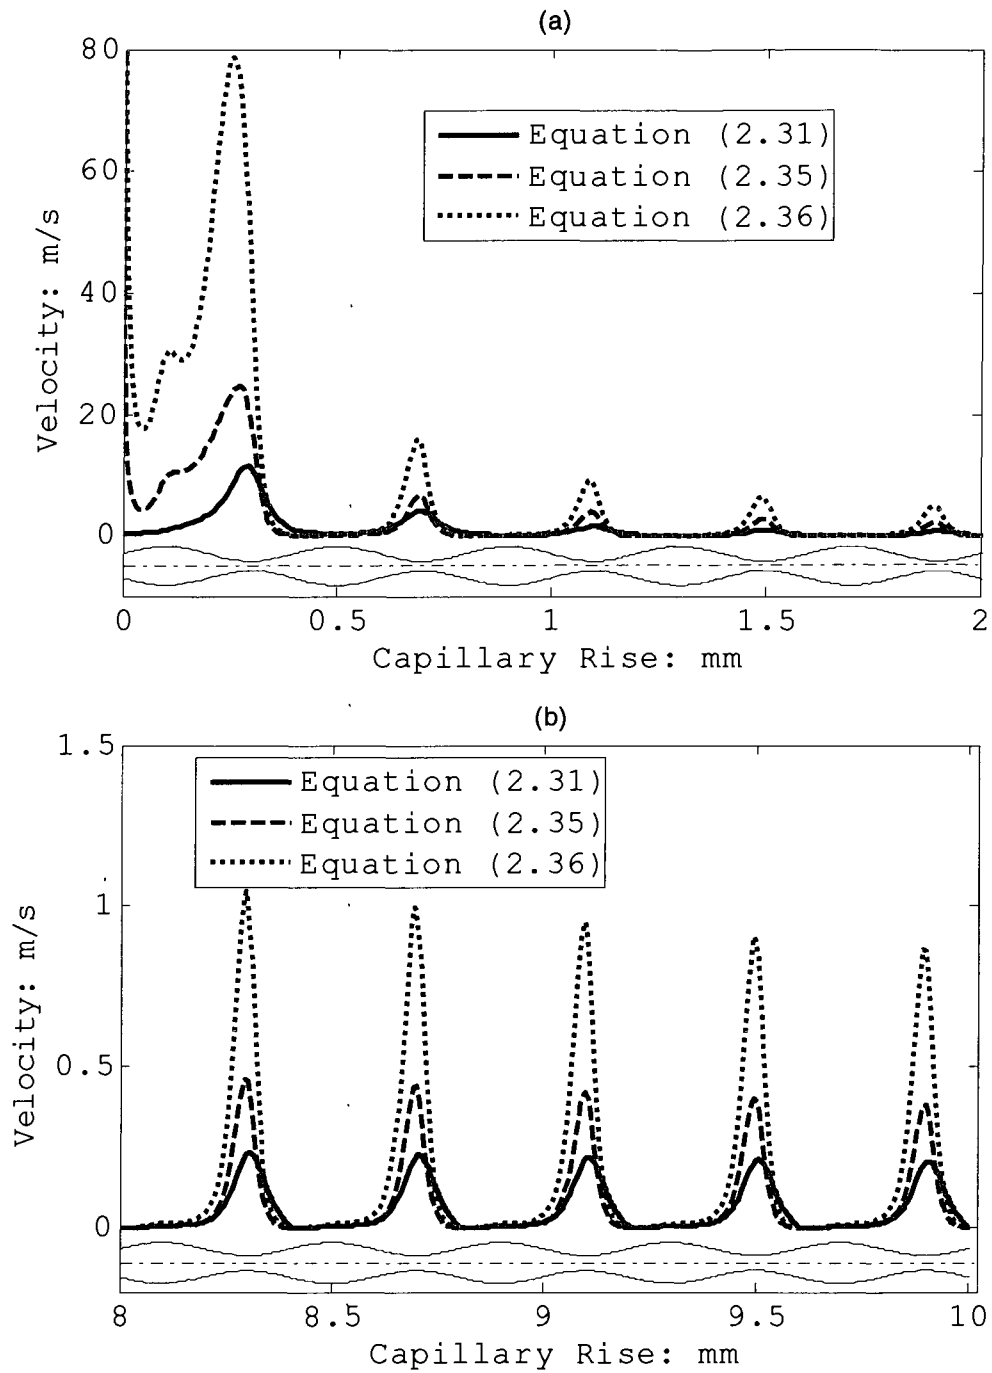 (a)
80
60
40
20
0
Velocity: m/s
Equation (2.31)
Equation (2.35)
Equation (2.36)
0 0.5 1 1.5 2
Capillary Rise: mm
(b)
1.5
1
0.5
0
Velocity: m/s
Equation (2.31)
Equation (2.35)
Equation (2.36)
8 8.5 9 9.5 10
Capillary Rise: mm